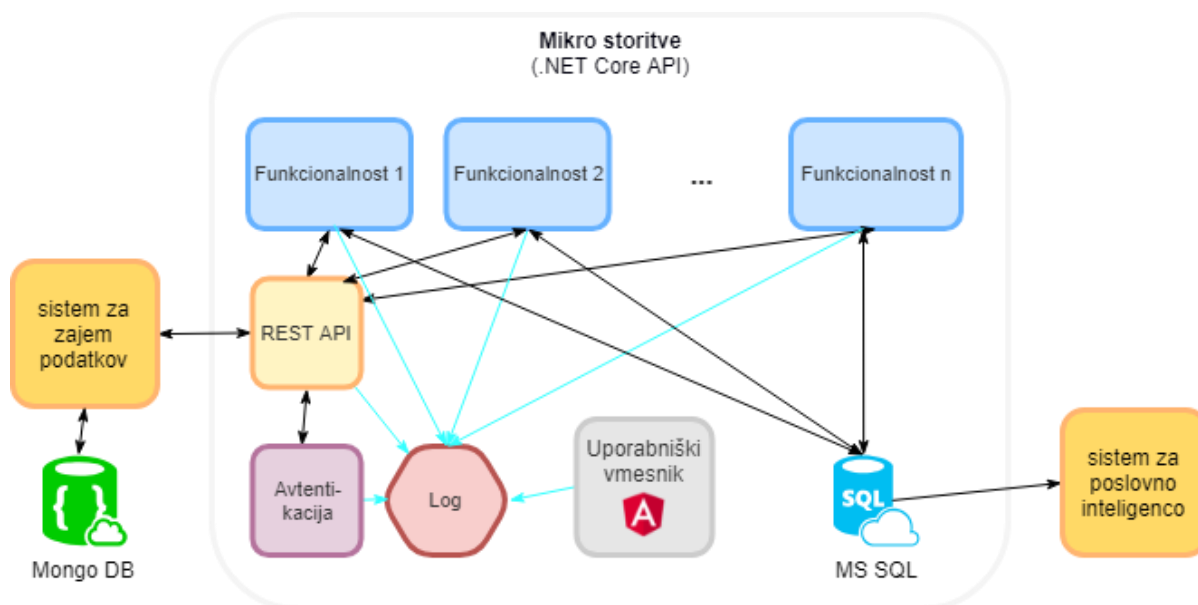 Mikro storitve
(.NET Core API)
Funkcionalnost 1
Funkcionalnost 2
...
Funkcionalnost n
sistem za
zajem
podatkov
REST API
Uporabniški
vmesnik
A
Avtenti-
kacija
Log
{ }
Mongo DB
SQL
MS SQL
sistem za
poslovno
inteligenco